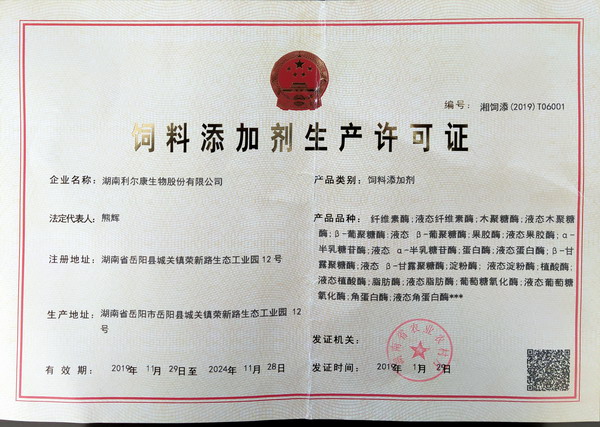 编号: 湘饲添(2019)T06001
饲料添加剂生产许可证
企业名称: 湖南利尔康生物股份有限公司
法定代表人: 熊辉
注册地址: 湖南省岳阳县城关镇荣新路生态工业园12号
生产地址: 湖南省岳阳市岳阳县城关镇荣新路生态工业园 12
号
有 效 期: 2019年 11月 29日至 2024年 11月 28日
产品类别: 饲料添加剂
产品品种: 纤维素酶;液态纤维素酶;木聚糖酶;液态木聚糖
酶;β-葡聚糖酶;液态 β-葡聚糖酶;果胶酶;液态果胶酶;α-
半乳糖苷酶;液态 α-半乳糖苷酶;蛋白酶;液态蛋白酶;β-甘
露聚糖酶;液态 β-甘露聚糖酶;淀粉酶; 液态淀粉酶;植酸酶;
液态植酸酶;脂肪酶;液态脂肪酶;葡萄糖氧化酶;液态葡萄糖
氧化酶;角蛋白酶;液态角蛋白酶***
发证机关:
湖南省农业农村厅
发证时间: 2019年 11月 29日